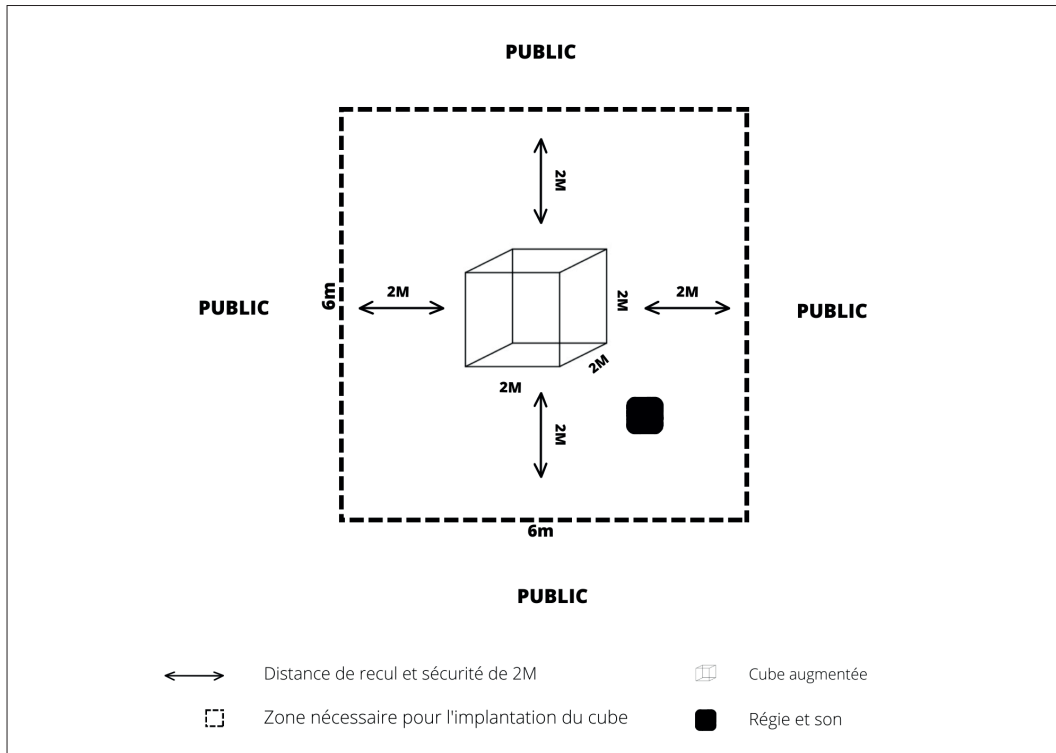 PUBLIC
2M
6m
PUBLIC
2M
2M
2M
PUBLIC
2M
2M
2M
6m
PUBLIC
Distance de recul et sécurité de 2M
Cube augmentée
Zone nécessaire pour l'implantation du cube
Régie et son